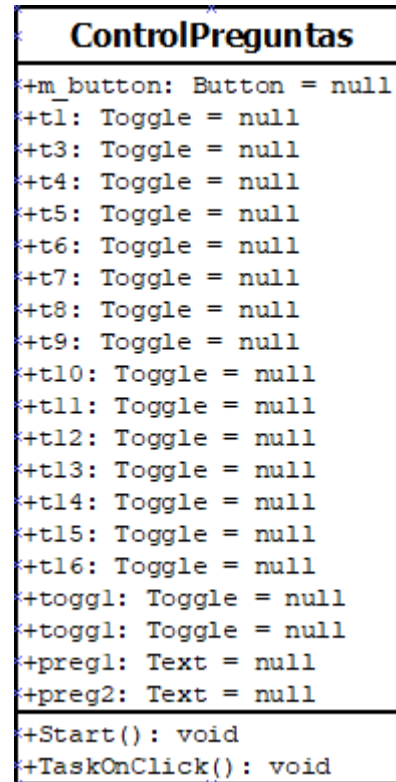 ControlPreguntas
+m_button: Button = null
+t1: Toggle = null
+t3: Toggle = null
+t4: Toggle = null
+t5: Toggle = null
+t6: Toggle = null
+t7: Toggle = null
+t8: Toggle = null
+t9: Toggle = null
+t10: Toggle = null
+t11: Toggle = null
+t12: Toggle = null
+t13: Toggle = null
+t14: Toggle = null
+t15: Toggle = null
+t16: Toggle = null
+togg1: Toggle = null
+togg1: Toggle = null
+preg1: Text = null
+preg2: Text = null
+Start(): void
+TaskOnClick(): void